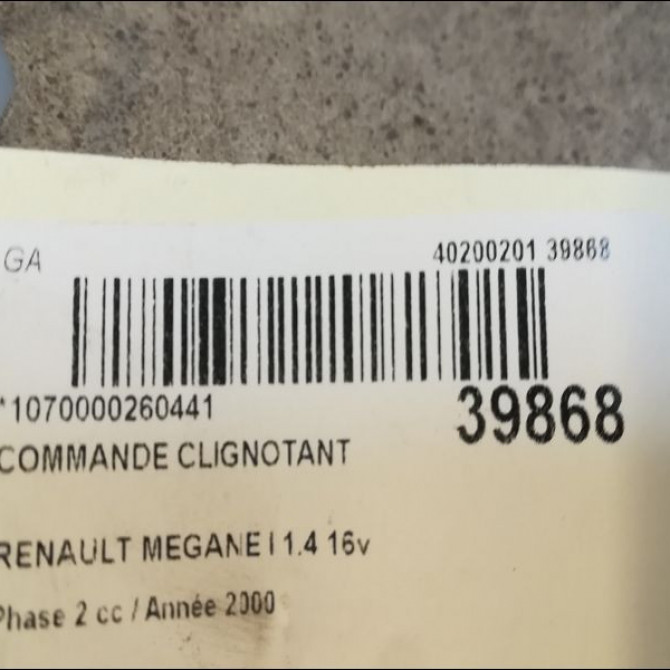 GA
40200201 39868
*1070000260441
39868
COMMANDE CLIGNOTANT
RENAULT MEGANE I 1.4 16v
Phase 2 cc / Année 2000